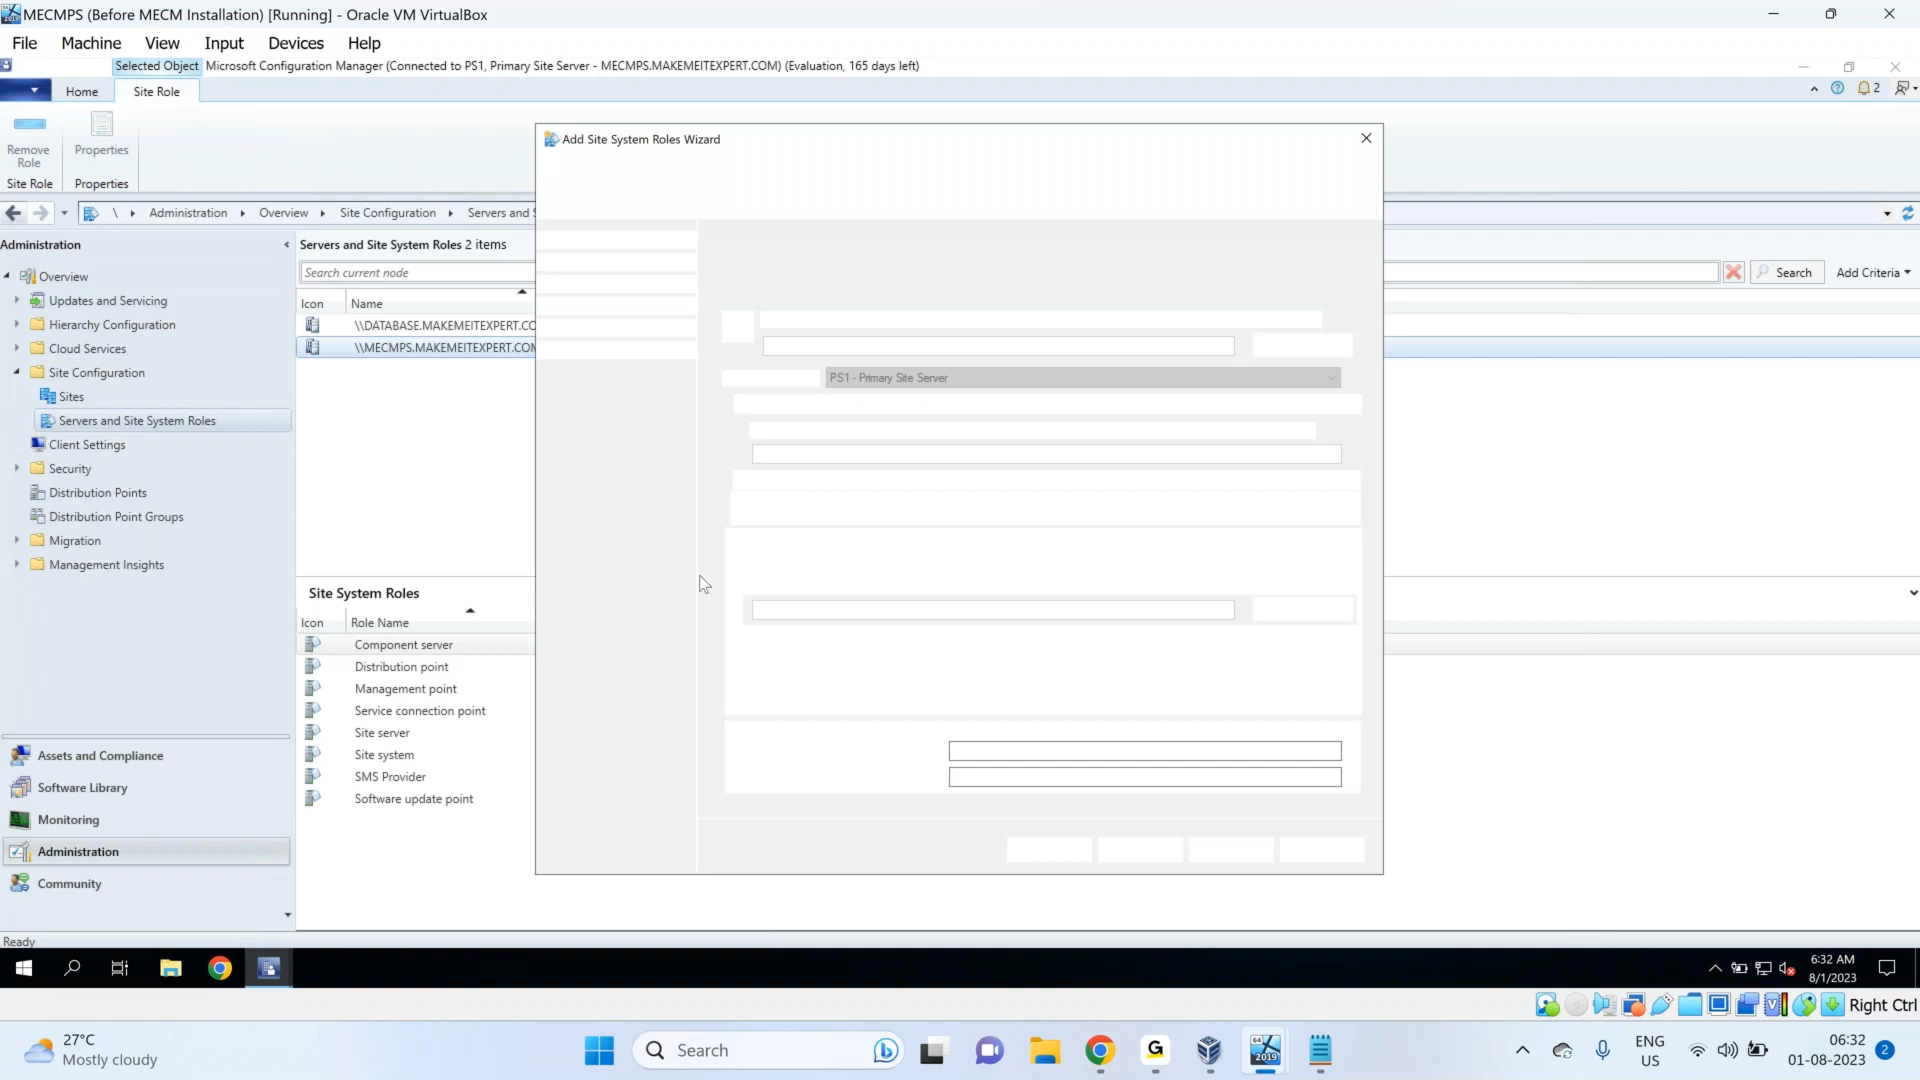 MECMPS (Before MECM Installation) [Running] - Oracle VM VirtualBox
File Machine View Input Devices Help
Selected Object Microsoft Configuration Manager (Connected to PS1, Primary Site Server - MECMPS.MAKEMEITEXPERT.COM) (Evaluation, 165 days left)
Home Site Role
2
Remove Role
Properties
Site Role
Properties
Add Site System Roles Wizard
\ Administration Overview Site Configuration Servers and S
Administration
Servers and Site System Roles 2 items
Search current node
Search
Add Criteria
Icon Name
\\DATABASE.MAKEMEITEXPERT.CO
\\MECMPS.MAKEMEITEXPERT.COM
Overview
Updates and Servicing
Hierarchy Configuration
Cloud Services
Site Configuration
Sites
Servers and Site System Roles
Client Settings
Security
Distribution Points
Distribution Point Groups
Migration
Management Insights
PS1 - Primary Site Server
Site System Roles
Icon Role Name
Component server
Distribution point
Management point
Service connection point
Site server
Site system
SMS Provider
Software update point
Assets and Compliance
Software Library
Monitoring
Administration
Community
Ready
6:32 AM
8/1/2023
Right Ctrl
27°C
Mostly cloudy
Search
G
64
2019
ENG
US
06:32
01-08-2023
2